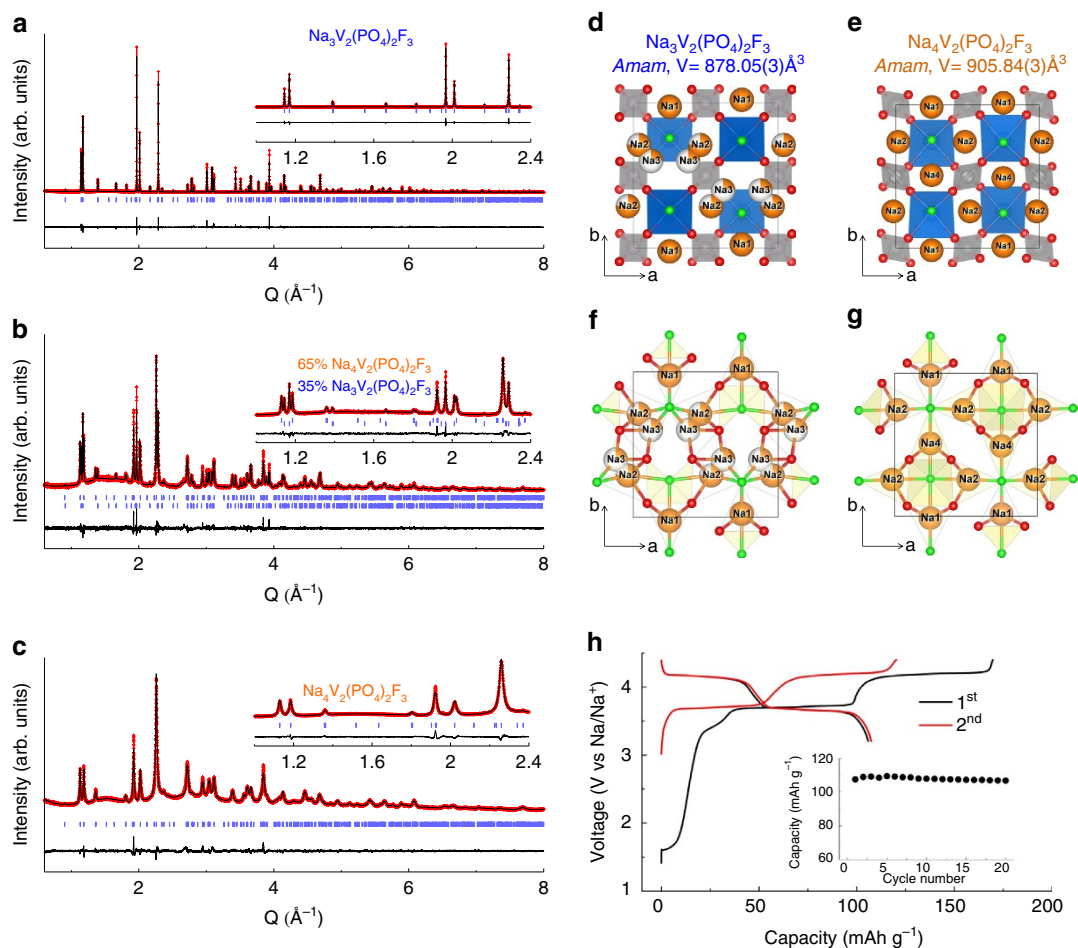 a
Na₃V₂(PO₄)₂F₃
1.2 1.6 2 2.4
Intensity (arb. units)
2 4 6 8
Q (Å⁻¹)
b
65% Na₄V₂(PO₄)₂F₃
35% Na₃V₂(PO₄)₂F₃
1.2 1.6 2 2.4
Intensity (arb. units)
2 4 6 8
Q (Å⁻¹)
c
Na₄V₂(PO₄)₂F₃
1.2 1.6 2 2.4
Intensity (arb. units)
2 4 6 8
Q (Å⁻¹)
d
Na₃V₂(PO₄)₂F₃
Amam, V= 878.05(3)Å³
Na1 Na1
Na2 Na2
Na3 Na3
Na3 Na3
Na2 Na2
Na1 Na1
b
a
e
Na₄V₂(PO₄)₂F₃
Amam, V= 905.84(3)Å³
Na1 Na1
Na2 Na2 Na2
Na4 Na4
Na2 Na2 Na2
Na1 Na1
b
a
f
Na1 Na1
Na2 Na2 Na2
Na3 Na3 Na3
Na3 Na3 Na3
Na2 Na2 Na2
Na1 Na1
b
a
g
Na1 Na1
Na2 Na2 Na2
Na4 Na4
Na2 Na2 Na2
Na1 Na1
b
a
h
Voltage (V vs Na/Na⁺)
4
3
2
1
1ˢᵗ
2ⁿᵈ
Capacity (mAh g⁻¹)
120
100
80
60
0 5 10 15 20
Cycle number
0 50 100 150 200
Capacity (mAh g⁻¹)